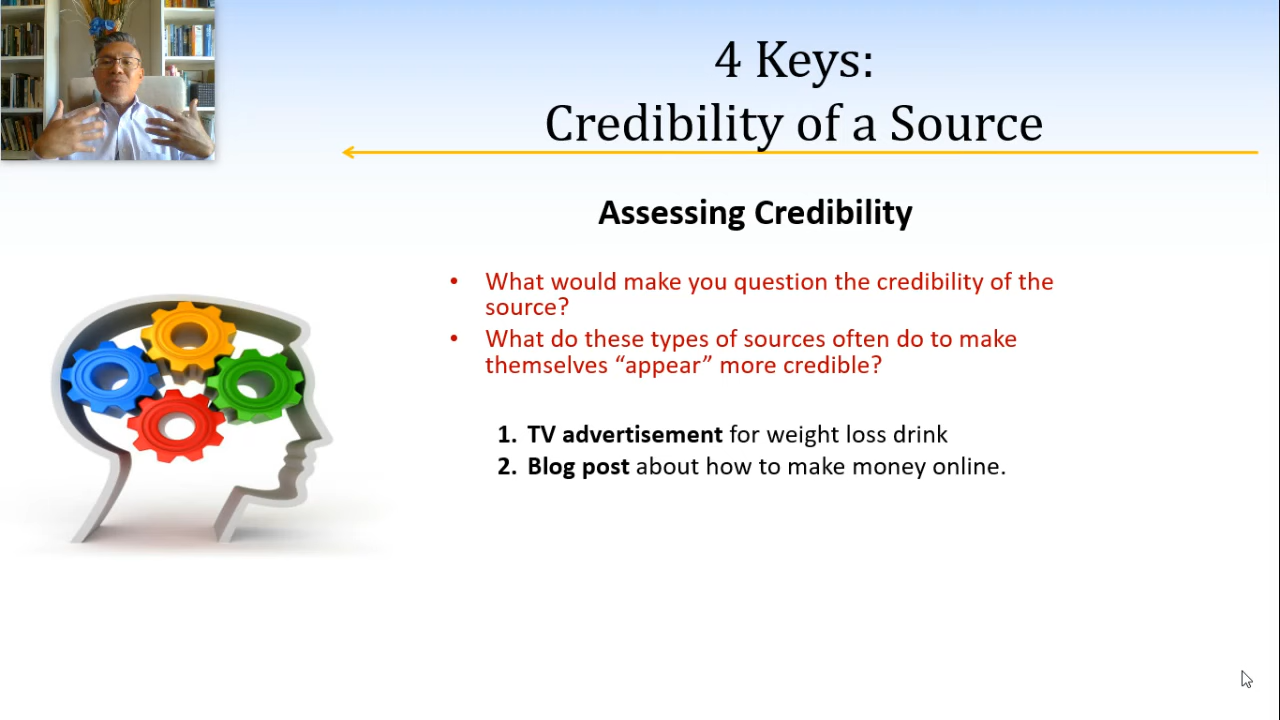 4 Keys:
Credibility of a Source
Assessing Credibility
• What would make you question the credibility of the
source?
• What do these types of sources often do to make
themselves “appear” more credible?
1. TV advertisement for weight loss drink
2. Blog post about how to make money online.